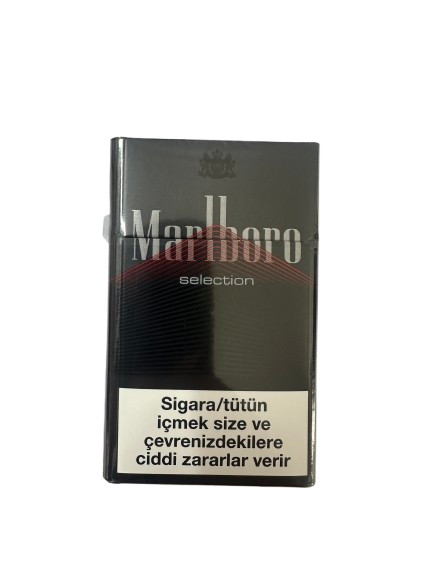 Marlboro
selection
Sigara/tütün
içmek size ve
çevrenizdekilere
ciddi zararlar verir